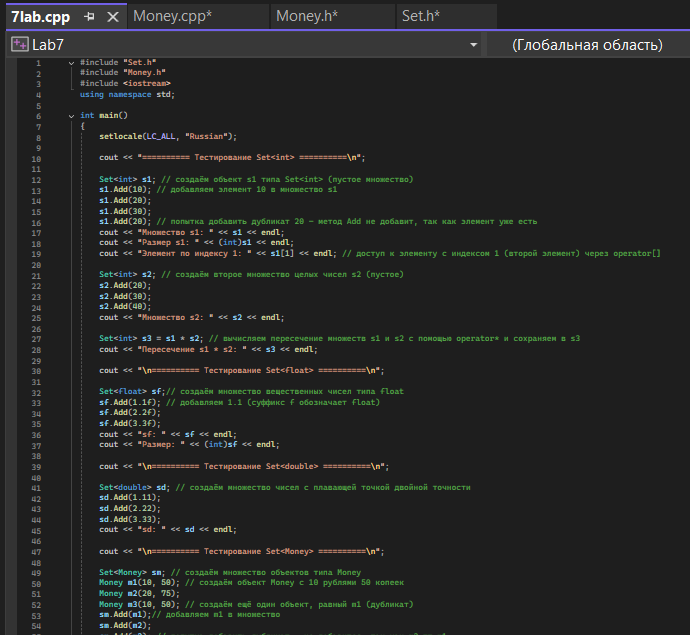 7lab.cpp
Money.cpp*
Money.h*
Set.h*
Lab7
(Глобальная область)
1 #include "Set.h"
2 #include "Money.h"
3 #include <iostream>
4 using namespace std;
5
6 int main()
7 {
8 setlocale(LC_ALL, "Russian");
9
10 cout << "========== Тестирование Set<int> ==========\n";
11
12 Set<int> s1; // создаём объект s1 типа Set<int> (пустое множество)
13 s1.Add(10); // добавляем элемент 10 в множество s1
14 s1.Add(20);
15 s1.Add(30);
16 s1.Add(20); // попытка добавить дубликат 20 – метод Add не добавит, так как элемент уже есть
17 cout << "Множество s1: " << s1 << endl;
18 cout << "Размер s1: " << (int)s1 << endl;
19 cout << "Элемент по индексу 1: " << s1[1] << endl; // доступ к элементу с индексом 1 (второй элемент) через operator[]
20
21 Set<int> s2; // создаём второе множество целых чисел s2 (пустое)
22 s2.Add(20);
23 s2.Add(30);
24 s2.Add(40);
25 cout << "Множество s2: " << s2 << endl;
26
27 Set<int> s3 = s1 * s2; // вычисляем пересечение множеств s1 и s2 с помощью operator* и сохраняем в s3
28 cout << "Пересечение s1 * s2: " << s3 << endl;
29
30 cout << "\n========== Тестирование Set<float> ==========\n";
31
32 Set<float> sf;// создаём множество вещественных чисел типа float
33 sf.Add(1.1f); // добавляем 1.1 (суффикс f обозначает float)
34 sf.Add(2.2f);
35 sf.Add(3.3f);
36 cout << "sf: " << sf << endl;
37 cout << "Размер: " << (int)sf << endl;
38
39 cout << "\n========== Тестирование Set<double> ==========\n";
40
41 Set<double> sd; // создаём множество чисел с плавающей точкой двойной точности
42 sd.Add(1.11);
43 sd.Add(2.22);
44 sd.Add(3.33);
45 cout << "sd: " << sd << endl;
46
47 cout << "\n========== Тестирование Set<Money> ==========\n";
48
49 Set<Money> sm; // создаём множество объектов типа Money
50 Money m1(10, 50); // создаём объект Money с 10 рублями 50 копеек
51 Money m2(20, 75);
52 Money m3(10, 50); // создаём ещё один объект, равный m1 (дубликат)
53 sm.Add(m1);// добавляем m1 в множество
54 sm.Add(m2);